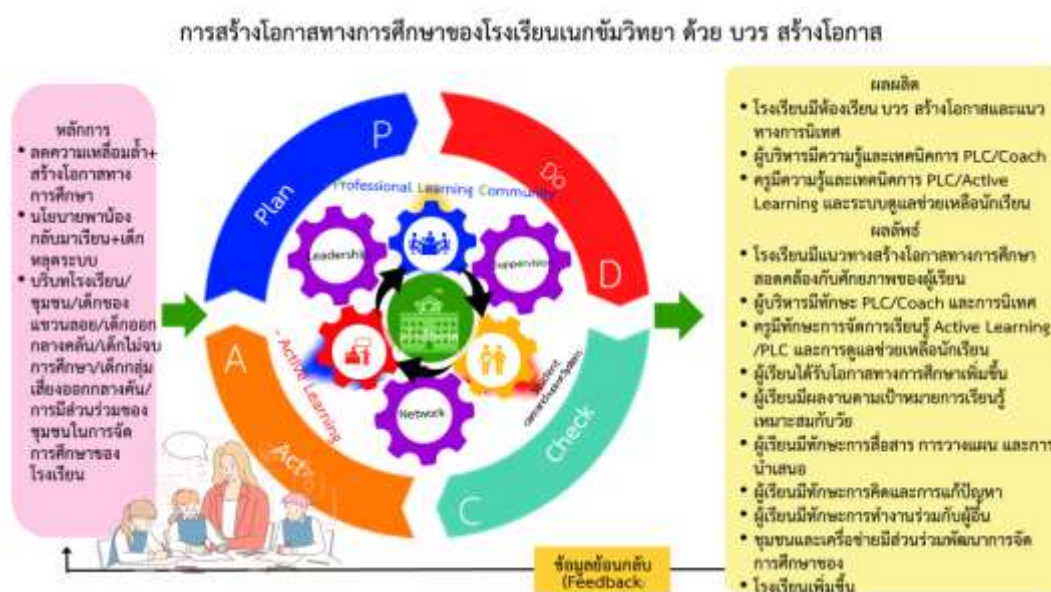 การสร้างโอกาสทางการศึกษาของโรงเรียนเนกขัมวิทยา ด้วย บวร สร้างโอกาส
หลักการ
• ลดความเหลื่อมล้ำ+
สร้างโอกาสทาง
การศึกษา
• นโยบายพาน้อง
กลับมาเรียน+เด็ก
หลุดระบบ
• บริบทโรงเรียน/
ชุมชน/เด็กของ
แขวนลอย/เด็กออก
กลางคัน/เด็กไม่จบ
การศึกษา/เด็กกลุ่ม
เสี่ยงออกกลางคัน/
การมีส่วนร่วมของ
ชุมชนในการจัด
การศึกษาของ
โรงเรียน
P
Plan
Do
D
Professional Learning Community
Leadership
Suppervision
Network
- Active Learning
Student
care and support System
A
Act
Check
C
ผลผลิต
• โรงเรียนมีห้องเรียน บวร สร้างโอกาสและแนว
ทางการนิเทศ
• ผู้บริหารมีความรู้และเทคนิคการ PLC/Coach
• ครูมีความรู้และเทคนิคการ PLC/Active
Learning และระบบดูแลช่วยเหลือนักเรียน
ผลลัพธ์
• โรงเรียนมีแนวทางสร้างโอกาสทางการศึกษา
สอดคล้องกับศักยภาพของผู้เรียน
• ผู้บริหารมีทักษะ PLC/Coach และการนิเทศ
• ครูมีทักษะการจัดการเรียนรู้ Active Learning
/PLC และการดูแลช่วยเหลือนักเรียน
• ผู้เรียนได้รับโอกาสทางการศึกษาเพิ่มขึ้น
• ผู้เรียนมีผลงานตามเป้าหมายการเรียนรู้
เหมาะสมกับวัย
• ผู้เรียนมีทักษะการสื่อสาร การวางแผน และการ
นำเสนอ
• ผู้เรียนมีทักษะการคิดและการแก้ปัญหา
• ผู้เรียนมีทักษะการทำงานร่วมกับผู้อื่น
• ชุมชนและเครือข่ายมีส่วนร่วมพัฒนาการจัด
การศึกษาของ
• โรงเรียนเพิ่มขึ้น
ข้อมูลย้อนกลับ
(Feedback